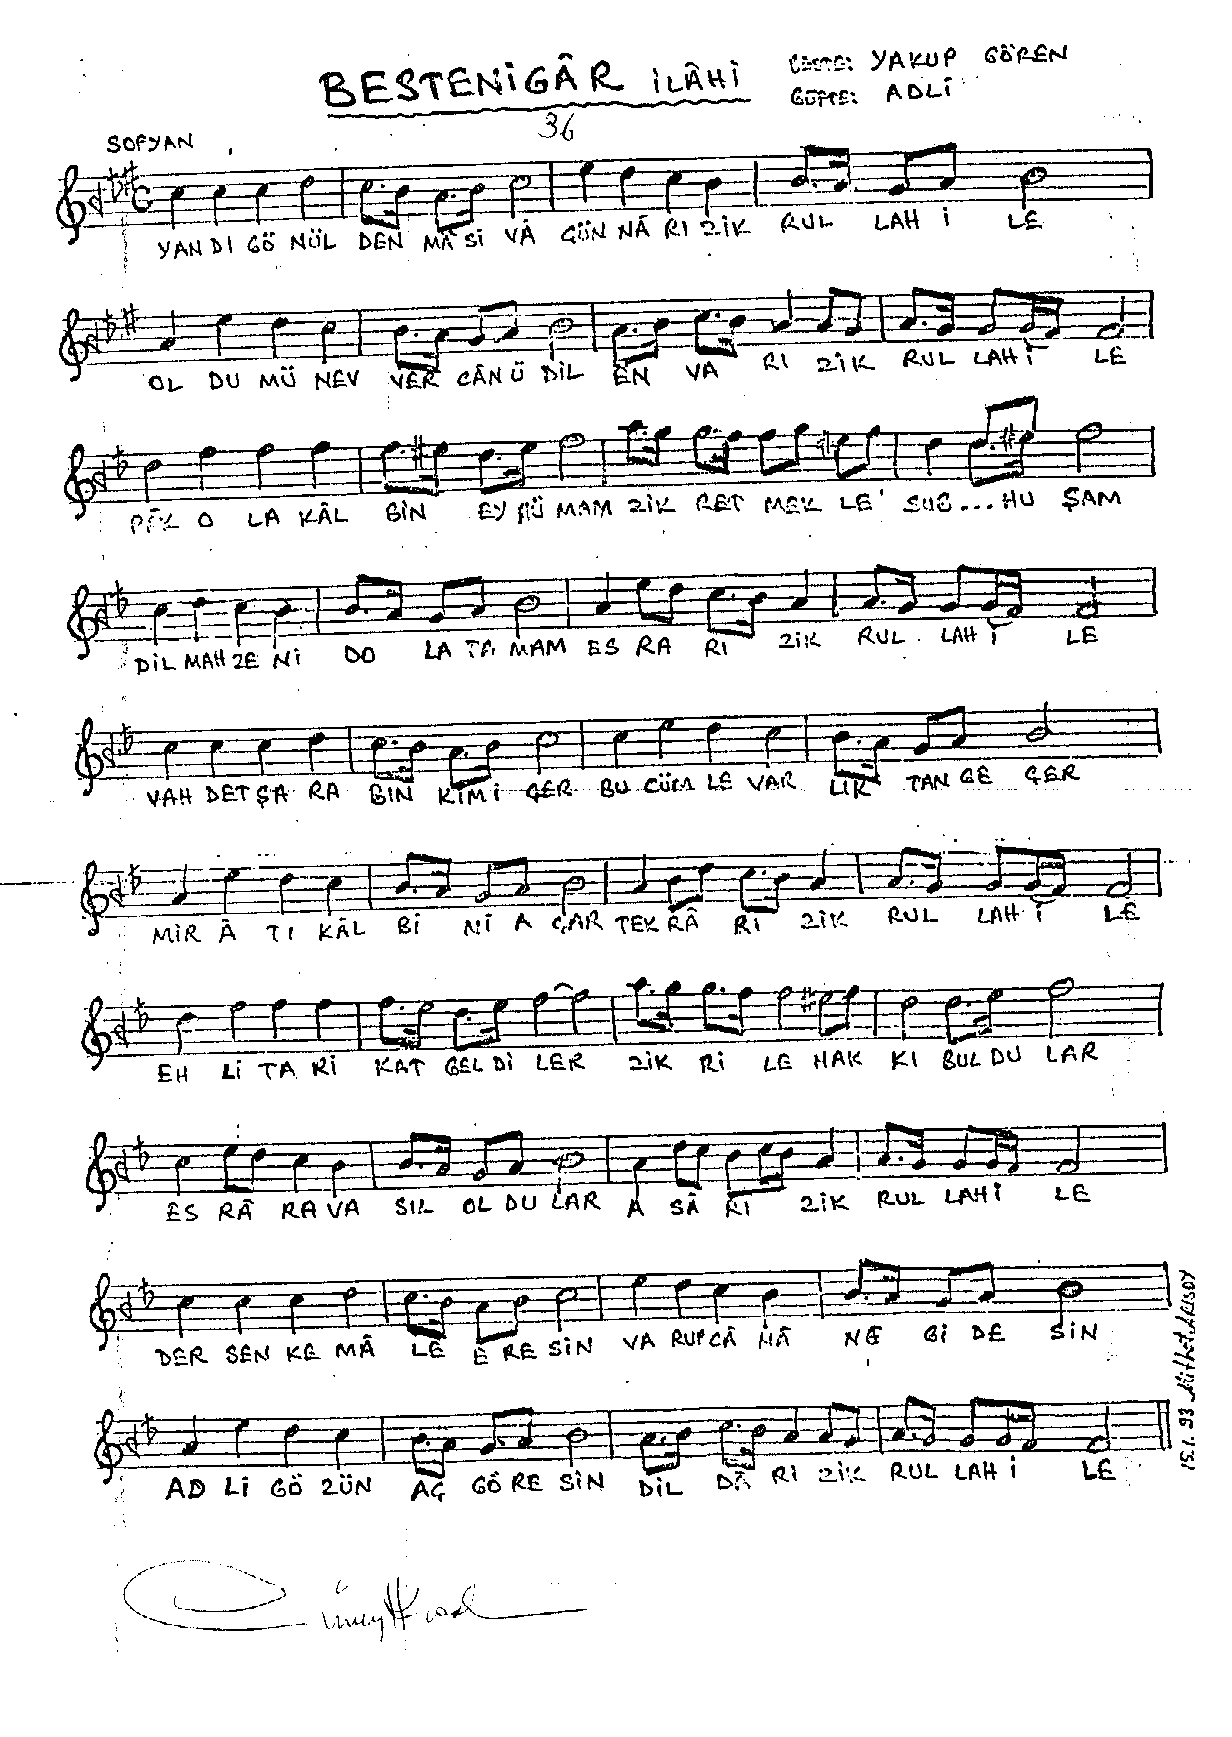 BESTENİGÂR İLÂHİ
BESTE: YAKUP GÖREN
GÜFTE: ADLİ
36
SOFYAN
YAN DI GÖ NÜL DEN MÂ Sİ VÂ GÜN NÂ RI ZİK RUL LAH İ LE
OL DU MÜ NEV VER CÂN Ü DİL EN VA RI ZİK RUL LAH İ LE
PÂK O LA KÂL BİN EY HÜ MAM ZİK RET MEK LE SUB ... HU ŞAM
DİL MAH ZE Nİ DO LA TA MAM ES RA RI ZİK RUL LAH İ LE
VAH DET ŞA RA BIN KİM İ ÇER BU CÜM LE VAR LIK TAN GE ÇER
MİR Â TI KÂL Bİ Nİ A ÇAR TEK RÂ RI ZİK RUL LAH İ LE
EH Lİ TA Rİ KAT GEL Dİ LER ZİK Rİ LE HAK KI BUL DU LAR
ES RÂ RA VA SIL OL DU LAR A SÂ RI ZİK RUL LAH İ LE
DER SEN KE MÂ LE E RE SİN VA RUP CÂ NÂ NE Gİ DE SİN
AD Lİ GÖ ZÜN AÇ GÖ RE SİN DİL DÂ RI ZİK RUL LAH İ LE
15.1.93 Mithat ARISOY